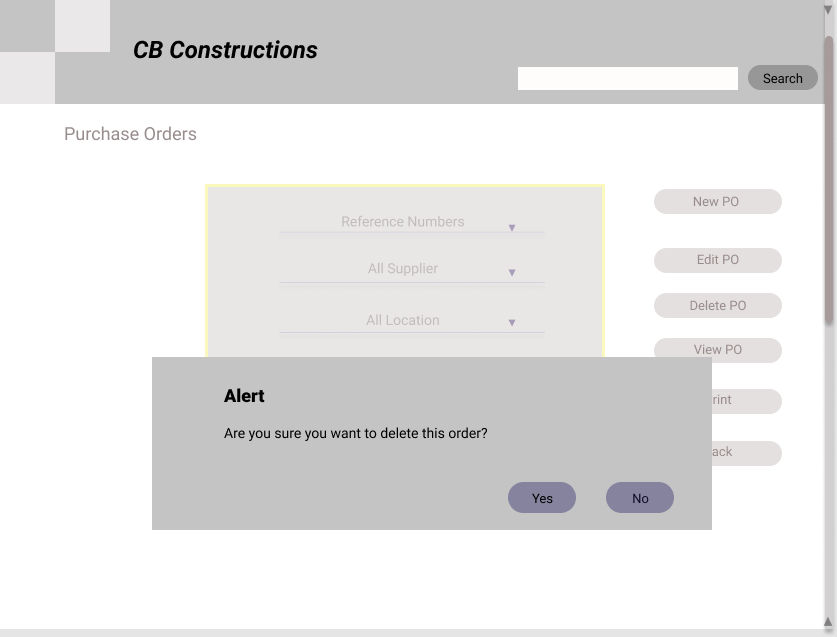 CB Constructions
Search
Purchase Orders
New PO
Reference Numbers
Edit PO
All Supplier
Delete PO
All Location
View PO
Alert
rint
Are you sure you want to delete this order?
ack
Yes
No